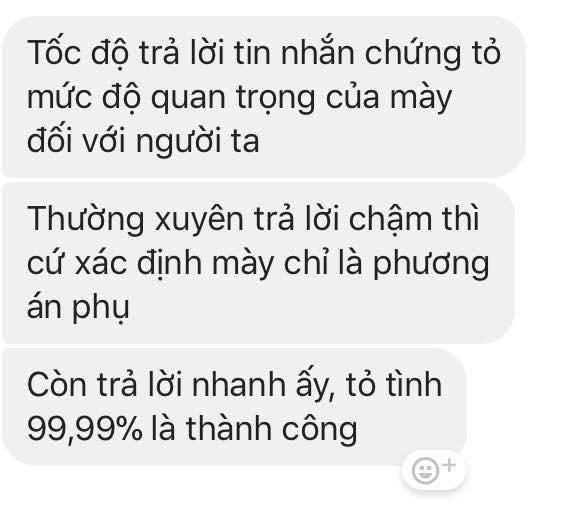 Tốc độ trả lời tin nhắn chứng tỏ
mức độ quan trọng của mày
đối với người ta
Thường xuyên trả lời chậm thì
cứ xác định mày chỉ là phương
án phụ
Còn trả lời nhanh ấy, tỏ tình
99,99% là thành công